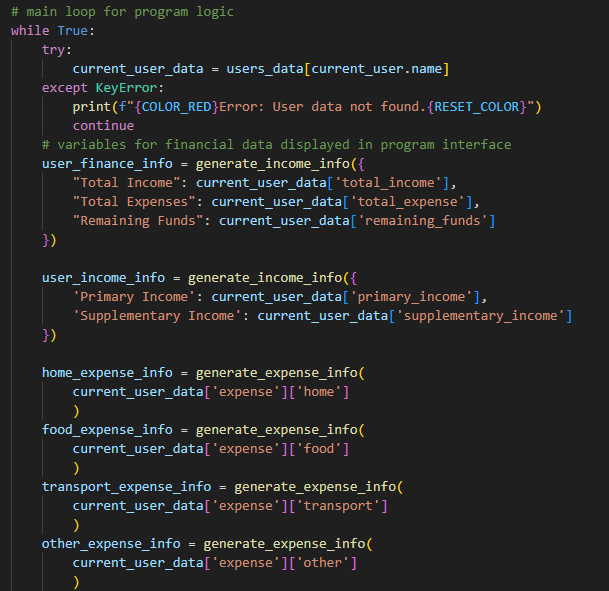 # main loop for program logic
while True:
    try:
        current_user_data = users_data[current_user.name]
    except KeyError:
        print(f"{COLOR_RED}Error: User data not found.{RESET_COLOR}")
        continue
    # variables for financial data displayed in program interface
    user_finance_info = generate_income_info({
        "Total Income": current_user_data['total_income'],
        "Total Expenses": current_user_data['total_expense'],
        "Remaining Funds": current_user_data['remaining_funds']
    })

    user_income_info = generate_income_info({
        'Primary Income': current_user_data['primary_income'],
        'Supplementary Income': current_user_data['supplementary_income']
    })

    home_expense_info = generate_expense_info(
        current_user_data['expense']['home']
        )
    food_expense_info = generate_expense_info(
        current_user_data['expense']['food']
        )
    transport_expense_info = generate_expense_info(
        current_user_data['expense']['transport']
        )
    other_expense_info = generate_expense_info(
        current_user_data['expense']['other']
        )